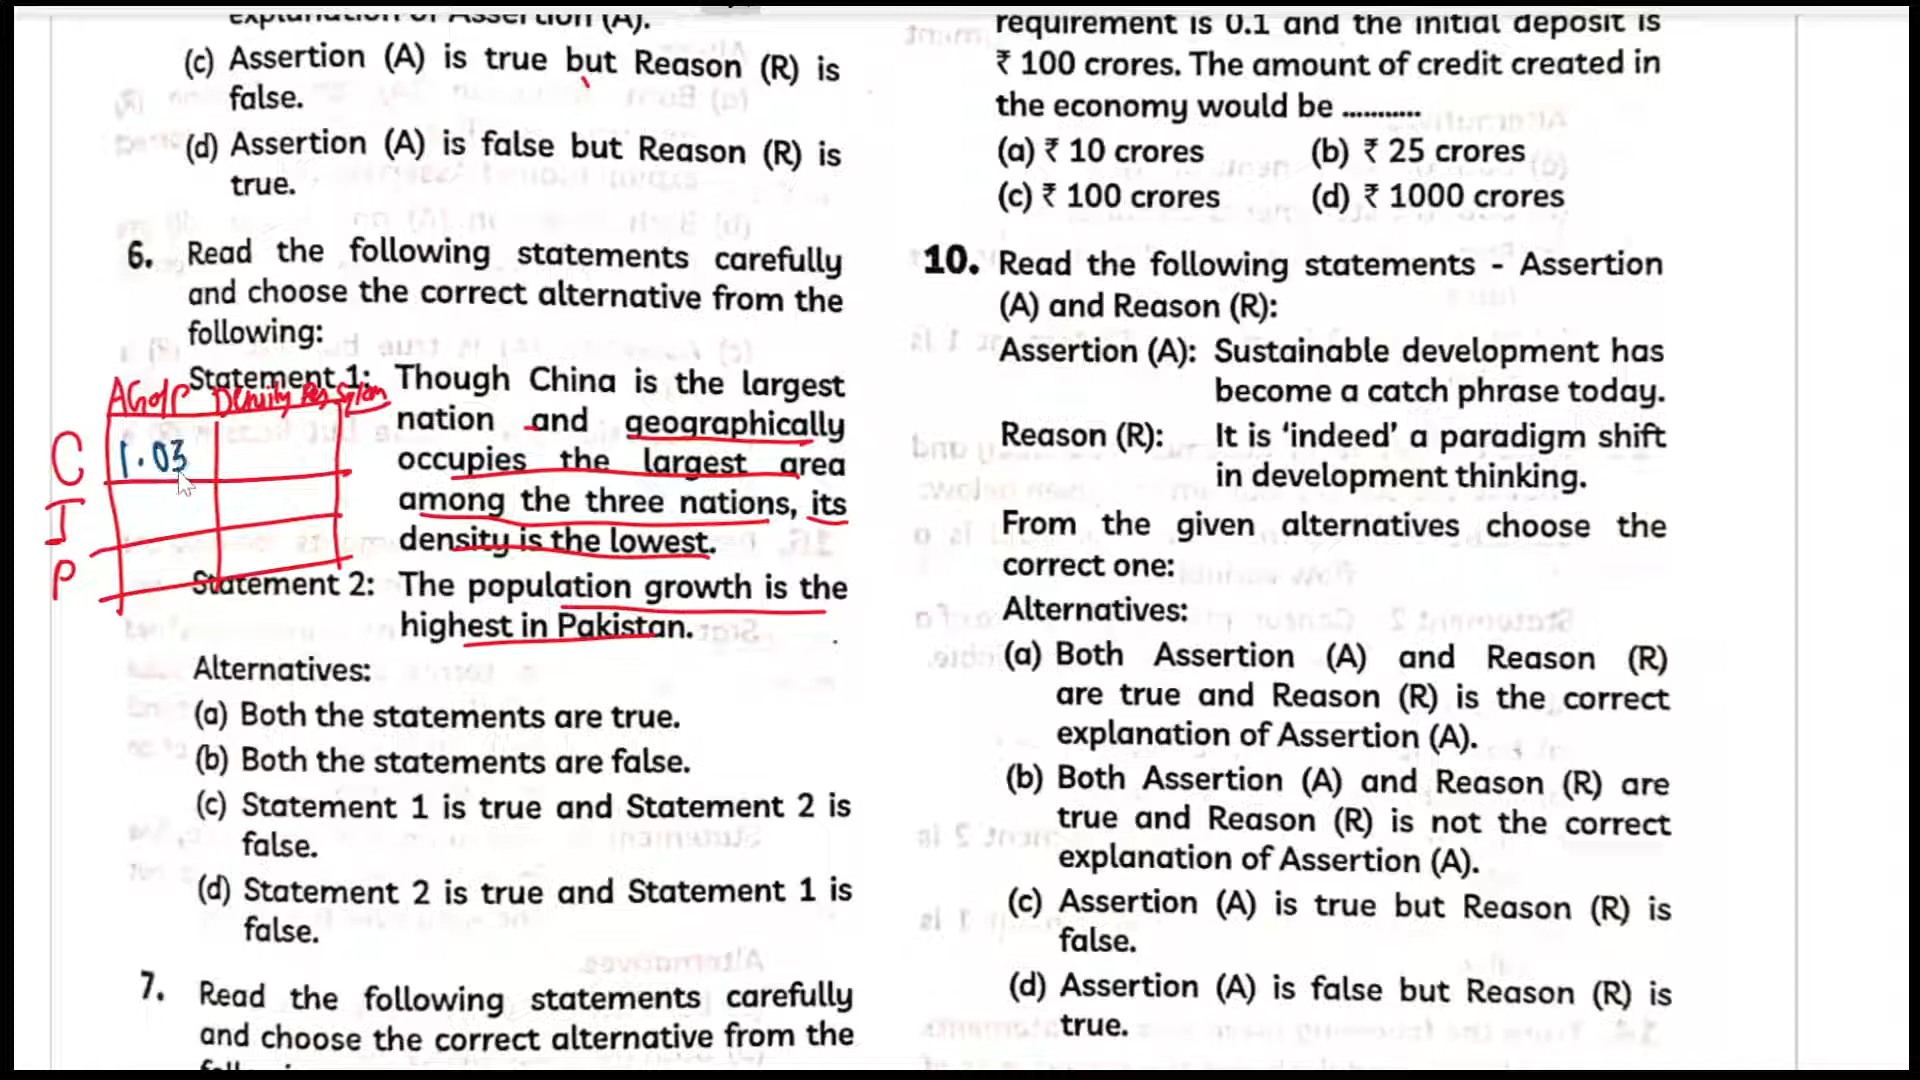 explanation of Assertion (A).
(c) Assertion (A) is true but Reason (R) is
false.
(d) Assertion (A) is false but Reason (R) is
true.
6. Read the following statements carefully
and choose the correct alternative from the
following:
Statement 1: Though China is the largest
nation and geographically
occupies the largest area
among the three nations, its
density is the lowest.
Statement 2: The population growth is the
highest in Pakistan.
AGofP Density Per Sqkm
C 1.03
I
P
Alternatives:
(a) Both the statements are true.
(b) Both the statements are false.
(c) Statement 1 is true and Statement 2 is
false.
(d) Statement 2 is true and Statement 1 is
false.
7. Read the following statements carefully
and choose the correct alternative from the
requirement is 0.1 and the initial deposit is
₹ 100 crores. The amount of credit created in
the economy would be ..........
(a) ₹ 10 crores (b) ₹ 25 crores
(c) ₹ 100 crores (d) ₹ 1000 crores
10. Read the following statements - Assertion
(A) and Reason (R):
Assertion (A): Sustainable development has
become a catch phrase today.
Reason (R): It is ‘indeed’ a paradigm shift
in development thinking.
From the given alternatives choose the
correct one:
Alternatives:
(a) Both Assertion (A) and Reason (R)
are true and Reason (R) is the correct
explanation of Assertion (A).
(b) Both Assertion (A) and Reason (R) are
true and Reason (R) is not the correct
explanation of Assertion (A).
(c) Assertion (A) is true but Reason (R) is
false.
(d) Assertion (A) is false but Reason (R) is
true.